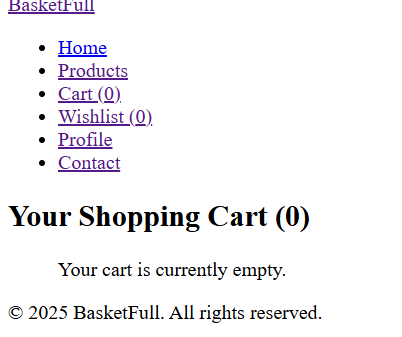 BasketFull
Home
Products
Cart (0)
Wishlist (0)
Profile
Contact
Your Shopping Cart (0)
Your cart is currently empty.
© 2025 BasketFull. All rights reserved.